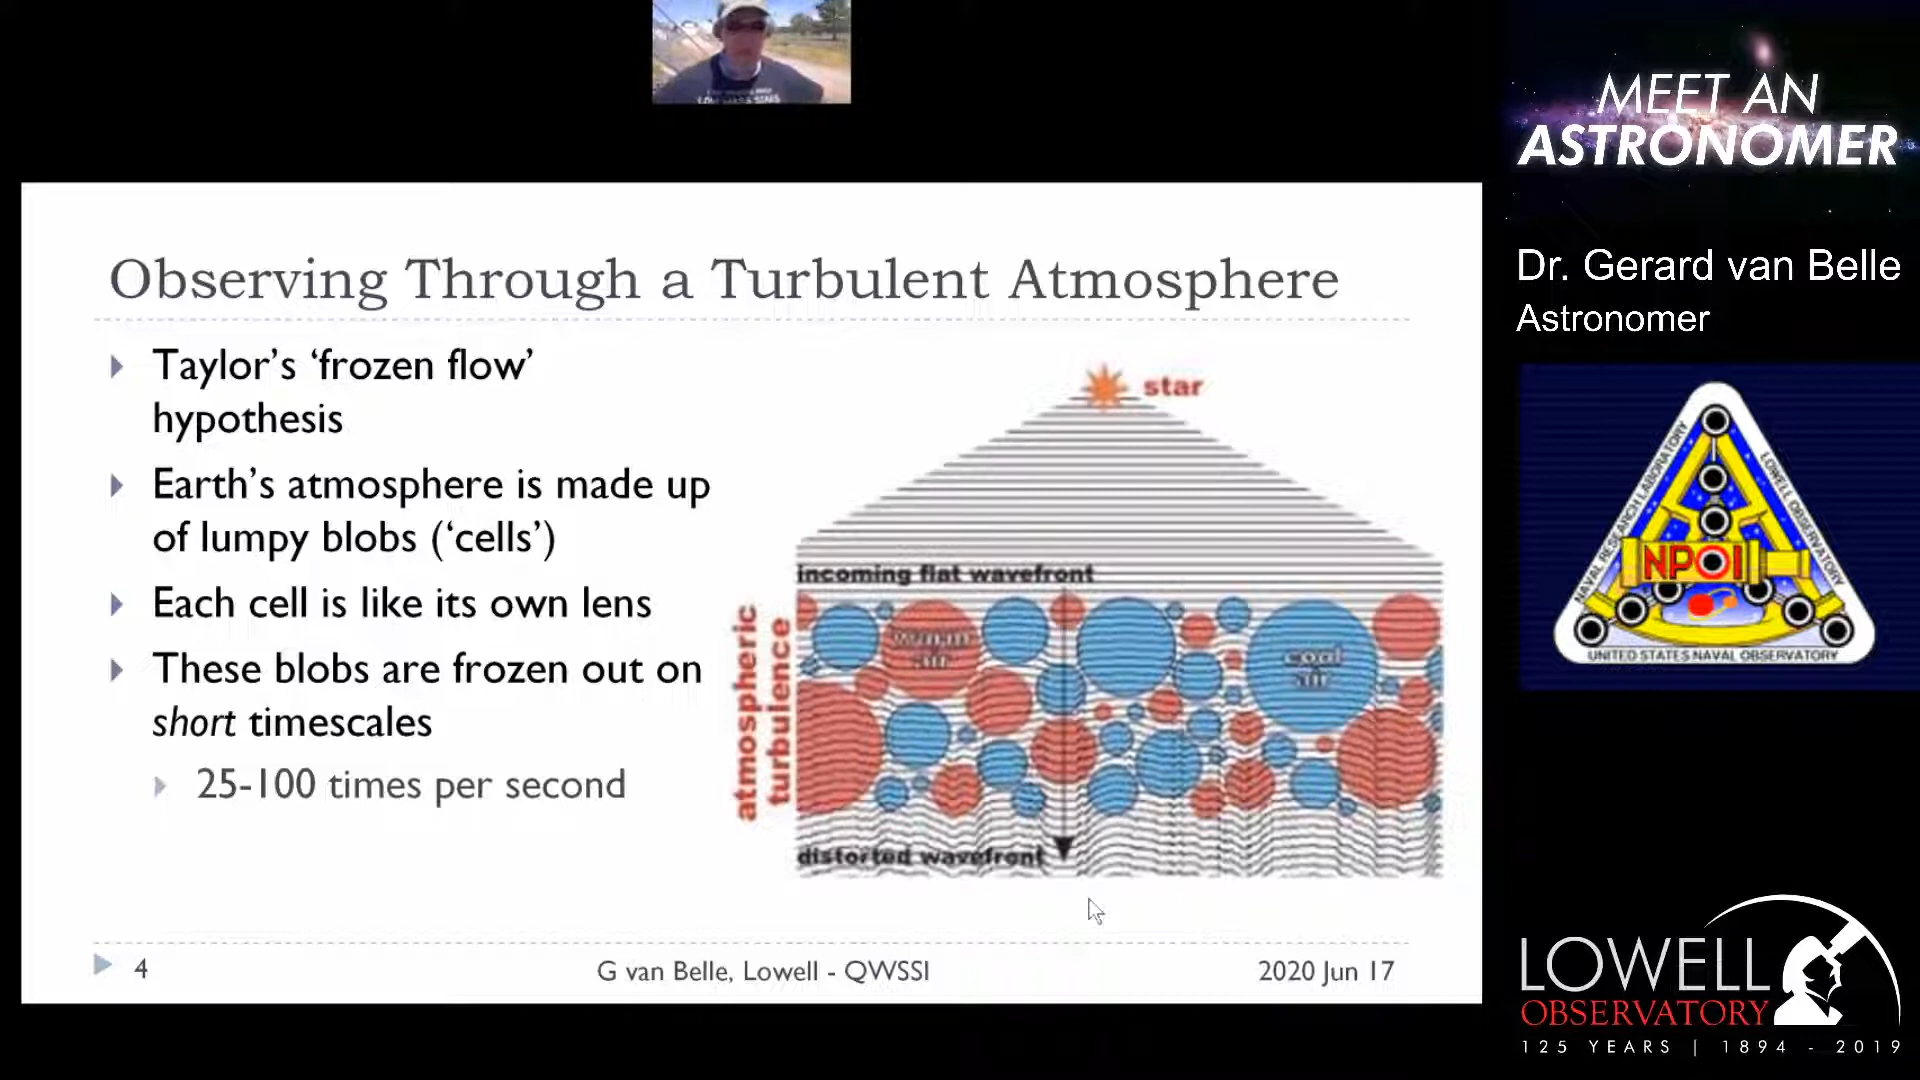 MEET AN
ASTRONOMER
Dr. Gerard van Belle
Astronomer
Observing Through a Turbulent Atmosphere
Taylor’s ‘frozen flow’
hypothesis
Earth’s atmosphere is made up
of lumpy blobs (‘cells’)
Each cell is like its own lens
These blobs are frozen out on
short timescales
25-100 times per second
star
incoming flat wavefront
atmospheric
turbulence
cool
air
distorted wavefront
4
G van Belle, Lowell - QWSSI
2020 Jun 17
NAVAL RESEARCH LABORATORY
LOWELL OBSERVATORY
NPOI
UNITED STATES NAVAL OBSERVATORY
LOWELL
OBSERVATORY
125 YEARS | 1894 - 2019